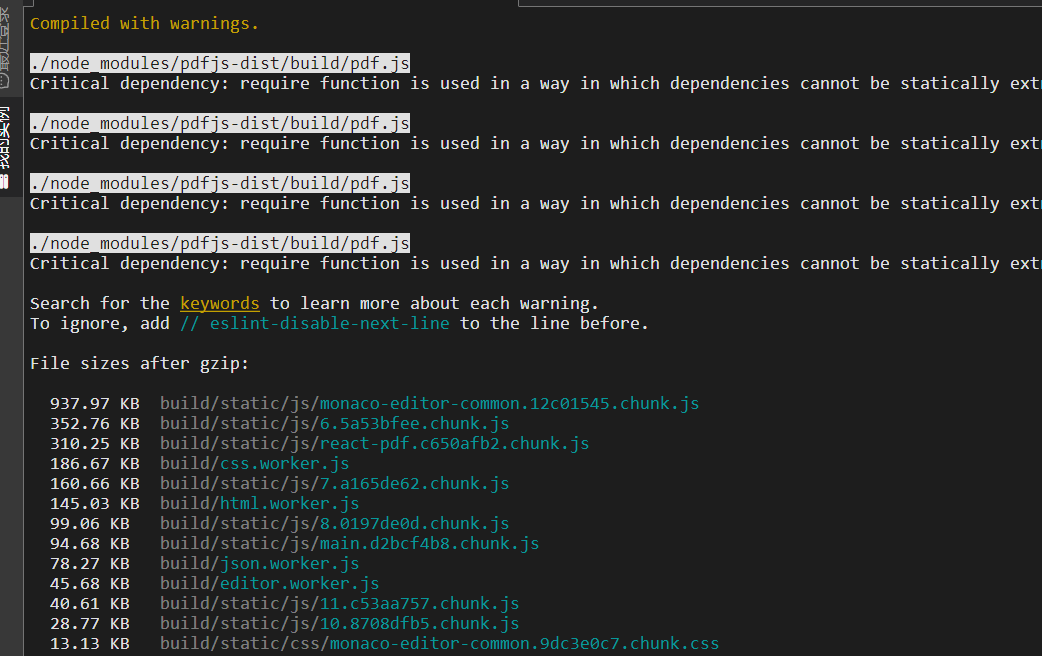 Compiled with warnings.
./node_modules/pdfjs-dist/build/pdf.js
Critical dependency: require function is used in a way in which dependencies cannot be statically extr
./node_modules/pdfjs-dist/build/pdf.js
Critical dependency: require function is used in a way in which dependencies cannot be statically extr
./node_modules/pdfjs-dist/build/pdf.js
Critical dependency: require function is used in a way in which dependencies cannot be statically extr
./node_modules/pdfjs-dist/build/pdf.js
Critical dependency: require function is used in a way in which dependencies cannot be statically extr
Search for the keywords to learn more about each warning.
To ignore, add // eslint-disable-next-line to the line before.
File sizes after gzip:
937.97 KB build/static/js/monaco-editor-common.12c01545.chunk.js
352.76 KB build/static/js/6.5a53bfee.chunk.js
310.25 KB build/static/js/react-pdf.c650afb2.chunk.js
186.67 KB build/css.worker.js
160.66 KB build/static/js/7.a165de62.chunk.js
145.03 KB build/html.worker.js
99.06 KB build/static/js/8.0197de0d.chunk.js
94.68 KB build/static/js/main.d2bcf4b8.chunk.js
78.27 KB build/json.worker.js
45.68 KB build/editor.worker.js
40.61 KB build/static/js/11.c53aa757.chunk.js
28.77 KB build/static/js/10.8708dfb5.chunk.js
13.13 KB build/static/css/monaco-editor-common.9dc3e0c7.chunk.css
最近登录
我的实例